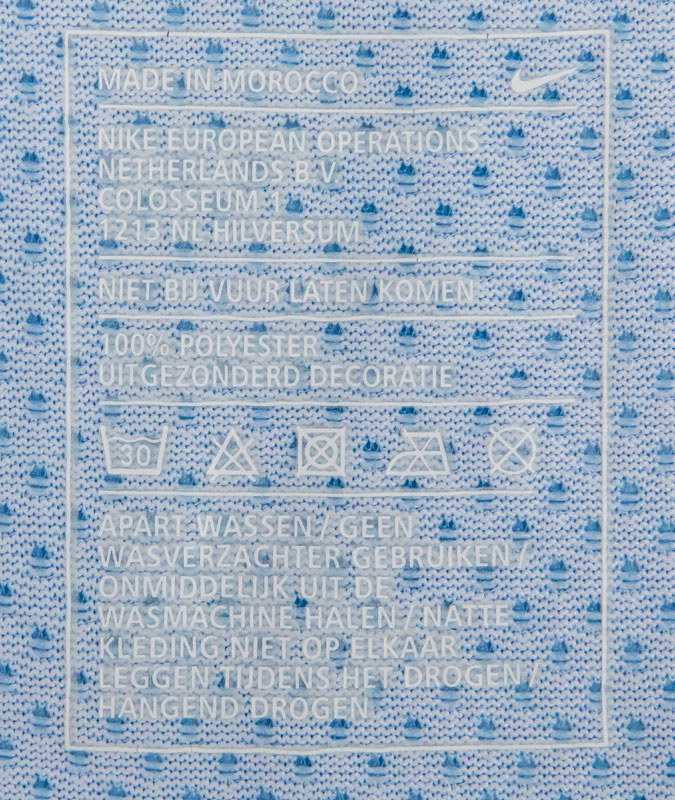 MADE IN MOROCCO
NIKE EUROPEAN OPERATIONS
NETHERLANDS B.V.
COLOSSEUM 1
1213 NL HILVERSUM
NIET BIJ VUUR LATEN KOMEN
100% POLYESTER
UITGEZONDERD DECORATIE
30
APART WASSEN / GEEN
WASVERZACHTER GEBRUIKEN /
ONMIDDELIJK UIT DE
WASMACHINE HALEN / NATTE
KLEDING NIET OP ELKAAR
LEGGEN TIJDENS HET DROGEN /
HANGEND DROGEN